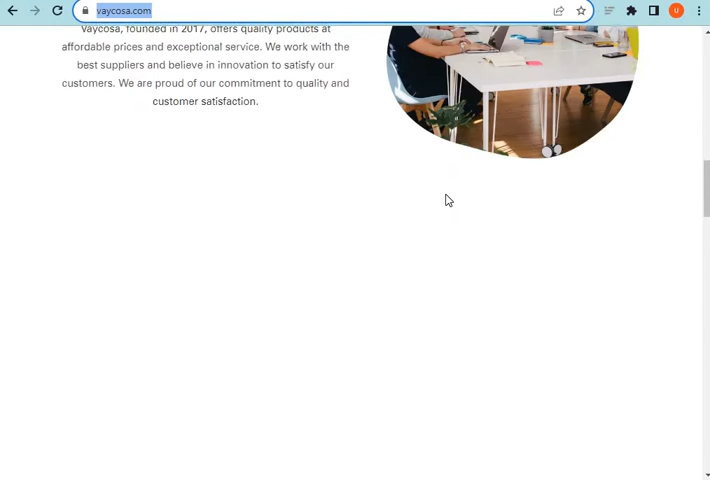 vaycosa.com
U
Vaycosa, founded in 2017, offers quality products at
affordable prices and exceptional service. We work with the
best suppliers and believe in innovation to satisfy our
customers. We are proud of our commitment to quality and
customer satisfaction.